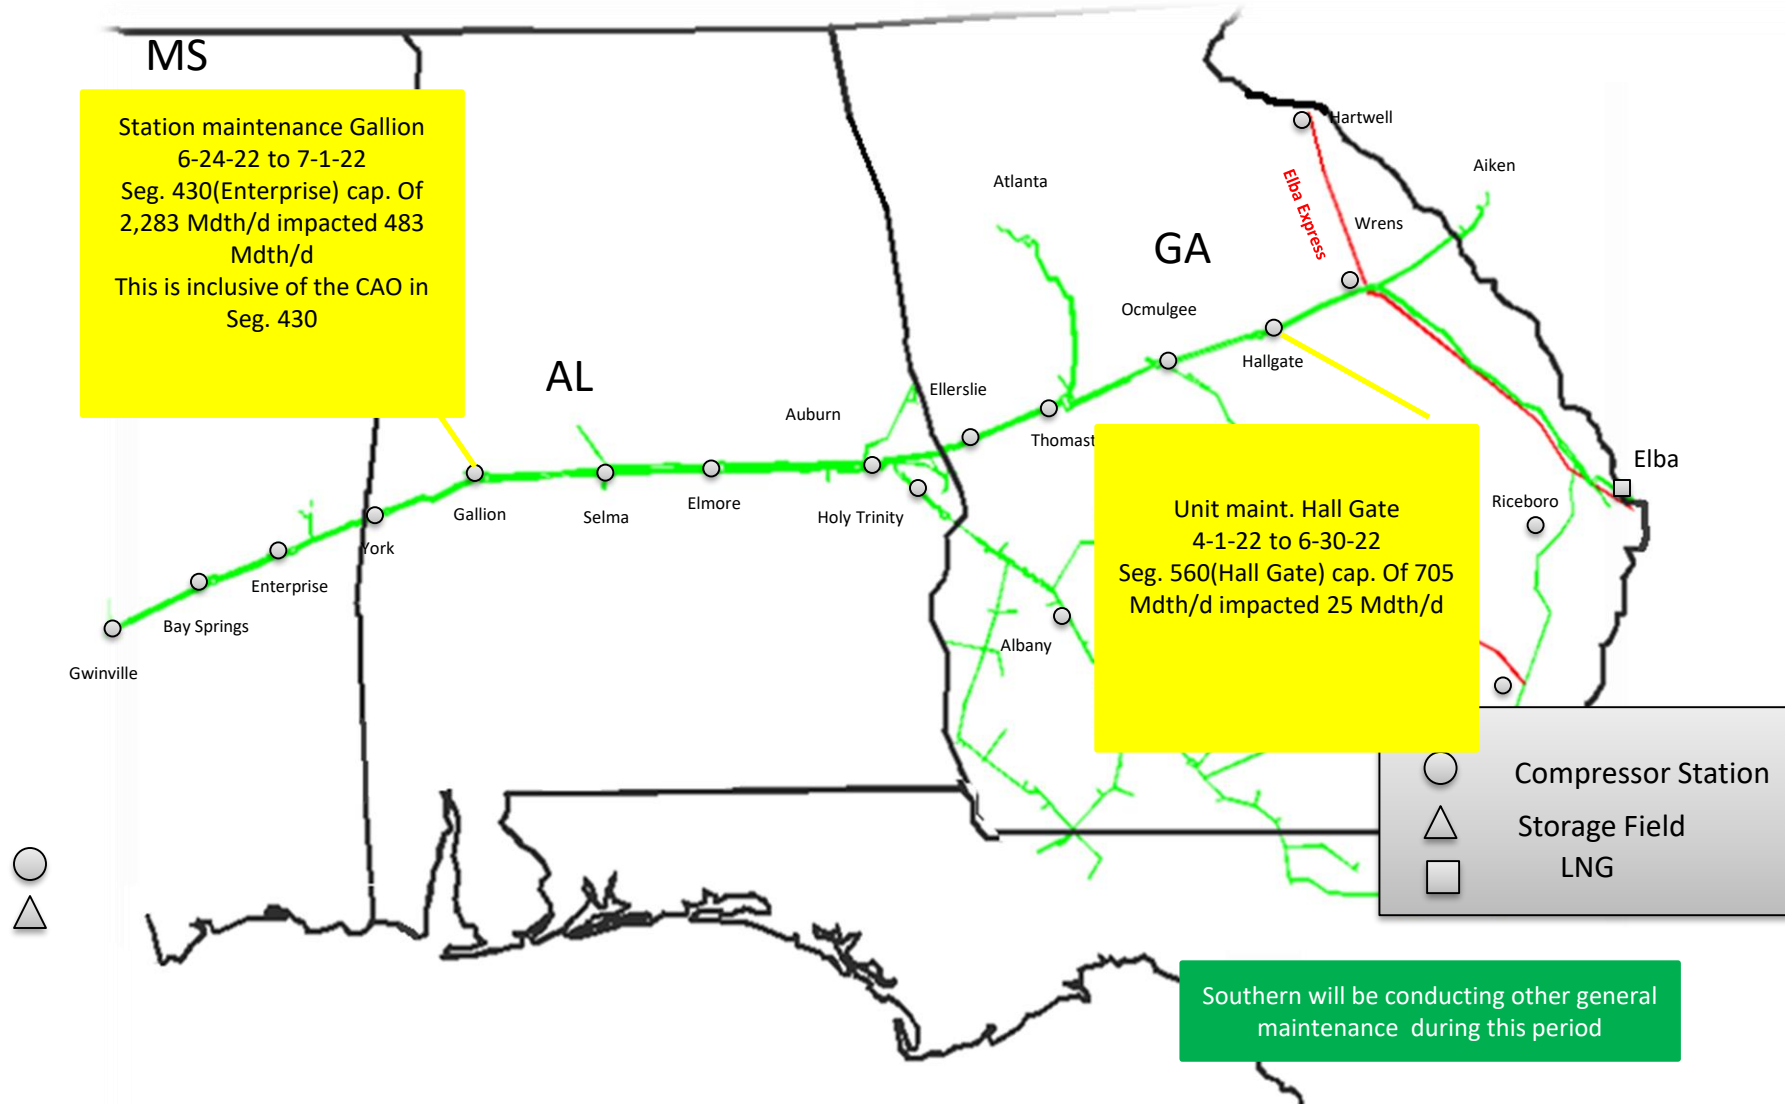 MS
Station maintenance Gallion
6-24-22 to 7-1-22
Seg. 430(Enterprise) cap. Of
2,283 Mdth/d impacted 483
Mdth/d
This is inclusive of the CAO in
Seg. 430
Hartwell
Aiken
Atlanta
Elba Express
Wrens
GA
Ocmulgee
Hallgate
AL
Ellerslie
Auburn
Thomast
Elba
Riceboro
Gallion
Selma
Elmore
Holy Trinity
York
Enterprise
Bay Springs
Gwinville
Albany
Unit maint. Hall Gate
4-1-22 to 6-30-22
Seg. 560(Hall Gate) cap. Of 705
Mdth/d impacted 25 Mdth/d
Compressor Station
Storage Field
LNG
Southern will be conducting other general
maintenance during this period